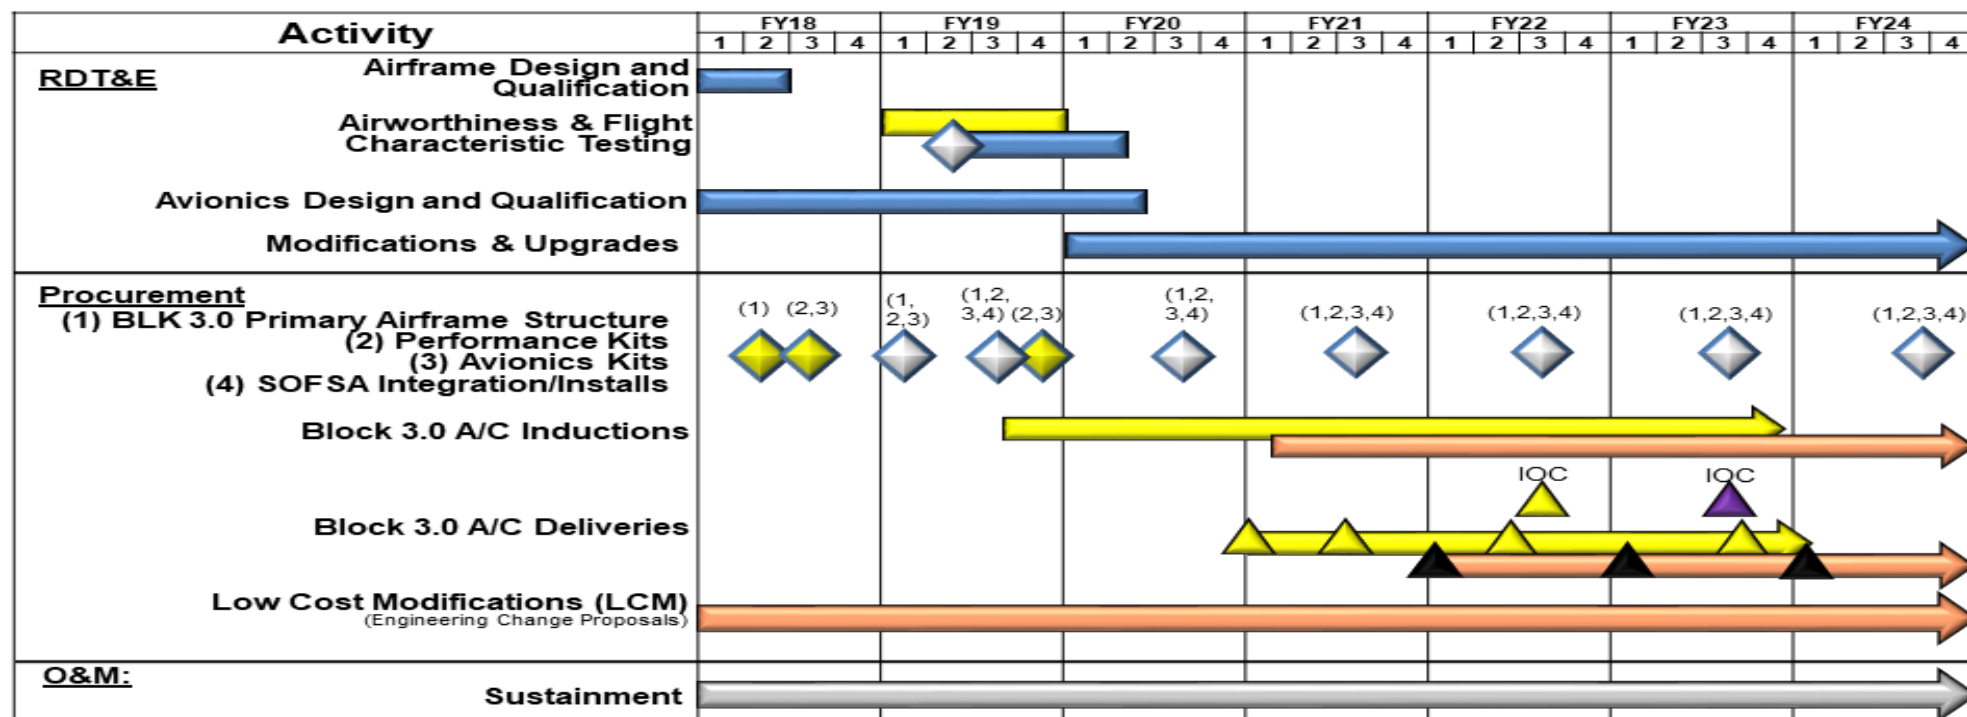 Activity
FY18 FY19 FY20 FY21 FY22 FY23 FY24
1 2 3 4 1 2 3 4 1 2 3 4 1 2 3 4 1 2 3 4 1 2 3 4 1 2 3 4
RDT&E
Airframe Design and
Qualification
Airworthiness & Flight
Characteristic Testing
Avionics Design and Qualification
Modifications & Upgrades
Procurement
(1) BLK 3.0 Primary Airframe Structure
(2) Performance Kits
(3) Avionics Kits
(4) SOFSA Integration/Installs
(1)
(2,3)
(1,
2,3)
(1,2,
3,4)
(2,3)
(1,2,
3,4)
(1,2,3,4)
(1,2,3,4)
(1,2,3,4)
(1,2,3,4)
Block 3.0 A/C Inductions
IOC
IOC
Block 3.0 A/C Deliveries
Low Cost Modifications (LCM)
(Engineering Change Proposals)
O&M:
Sustainment